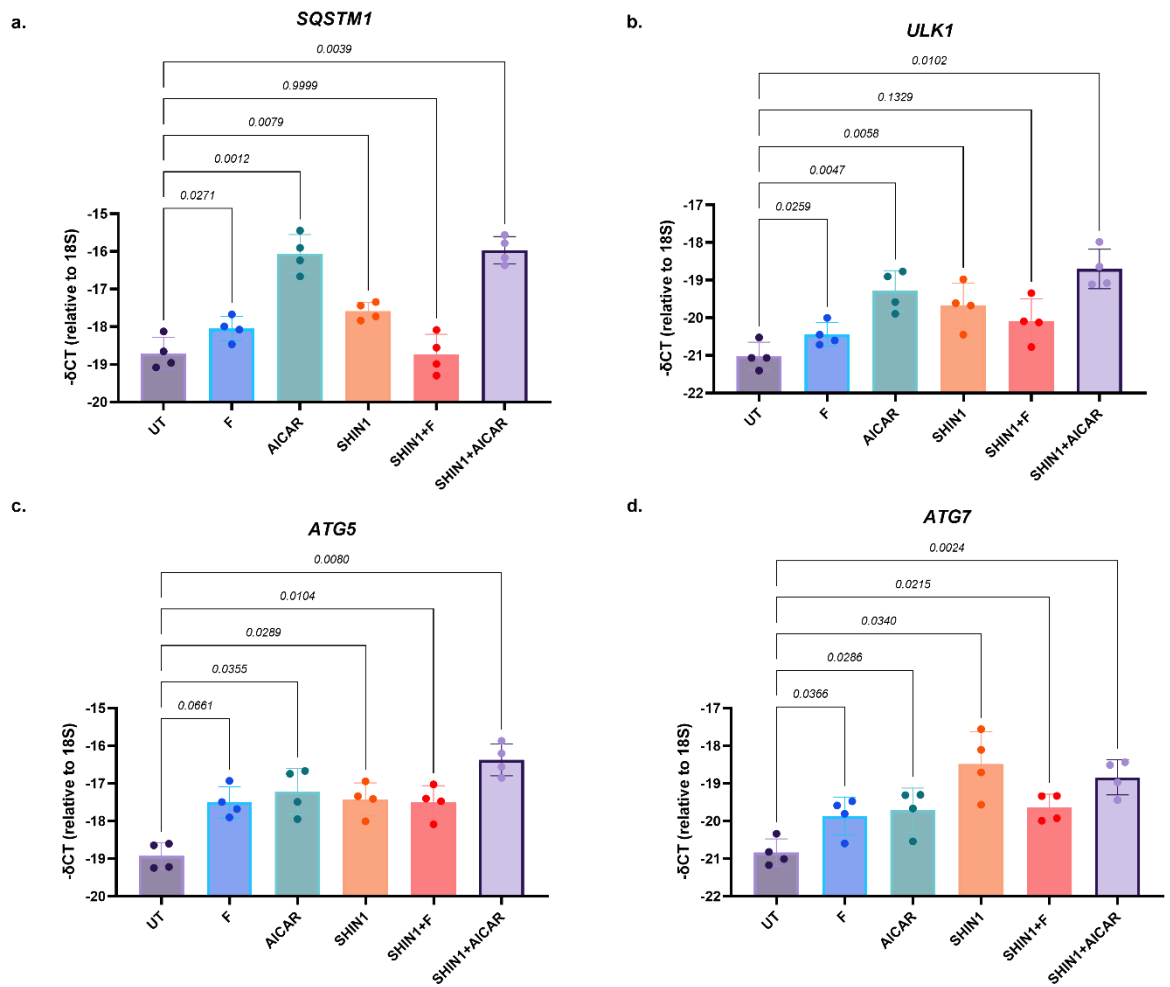 a.
SQSTM1
0.0039
0.9999
0.0079
0.0012
0.0271
-δCT (relative to 18S)
-15
-16
-17
-18
-19
-20
UT
F
AICAR
SHIN1
SHIN1+F
SHIN1+AICAR
b.
ULK1
0.0102
0.1329
0.0058
0.0047
0.0259
-δCT (relative to 18S)
-17
-18
-19
-20
-21
-22
UT
F
AICAR
SHIN1
SHIN1+F
SHIN1+AICAR
c.
ATG5
0.0080
0.0104
0.0289
0.0355
0.0661
-δCT (relative to 18S)
-15
-16
-17
-18
-19
-20
UT
F
AICAR
SHIN1
SHIN1+F
SHIN1+AICAR
d.
ATG7
0.0024
0.0215
0.0340
0.0286
0.0366
-δCT (relative to 18S)
-17
-18
-19
-20
-21
-22
UT
F
AICAR
SHIN1
SHIN1+F
SHIN1+AICAR